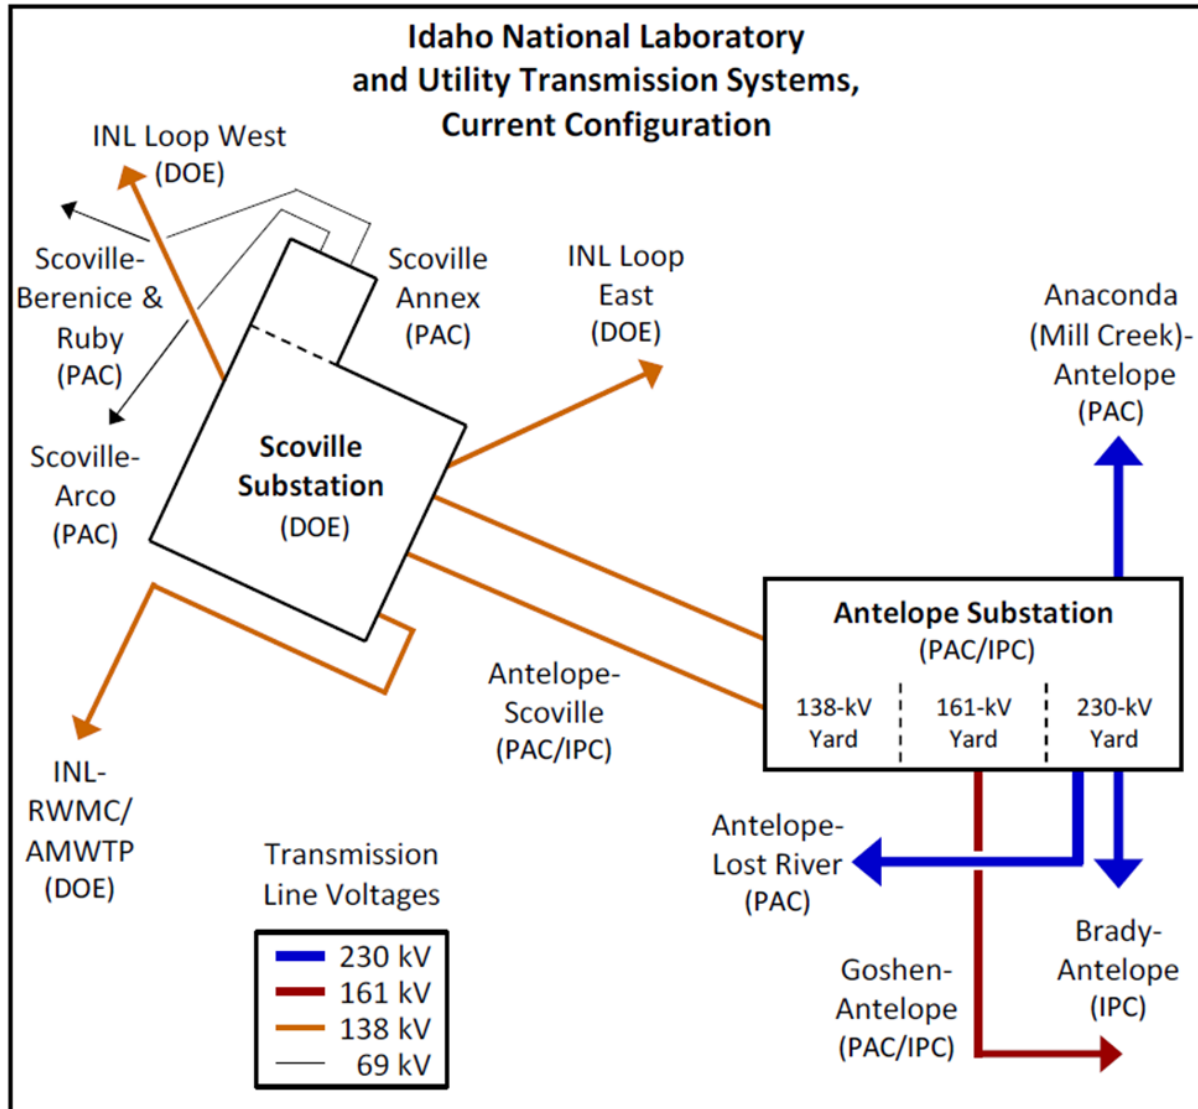 Idaho National Laboratory
and Utility Transmission Systems,
Current Configuration
INL Loop West
(DOE)
Scoville-
Berenice &
Ruby
(PAC)
Scoville
Annex
(PAC)
INL Loop
East
(DOE)
Anaconda
(Mill Creek)-
Antelope
(PAC)
Scoville-
Arco
(PAC)
Scoville
Substation
(DOE)
Antelope Substation
(PAC/IPC)
138-kV
Yard
161-kV
Yard
230-kV
Yard
Antelope-
Scoville
(PAC/IPC)
INL-
RWMC/
AMWTP
(DOE)
Antelope-
Lost River
(PAC)
Goshen-
Antelope
(PAC/IPC)
Brady-
Antelope
(IPC)
Transmission
Line Voltages
230 kV
161 kV
138 kV
69 kV